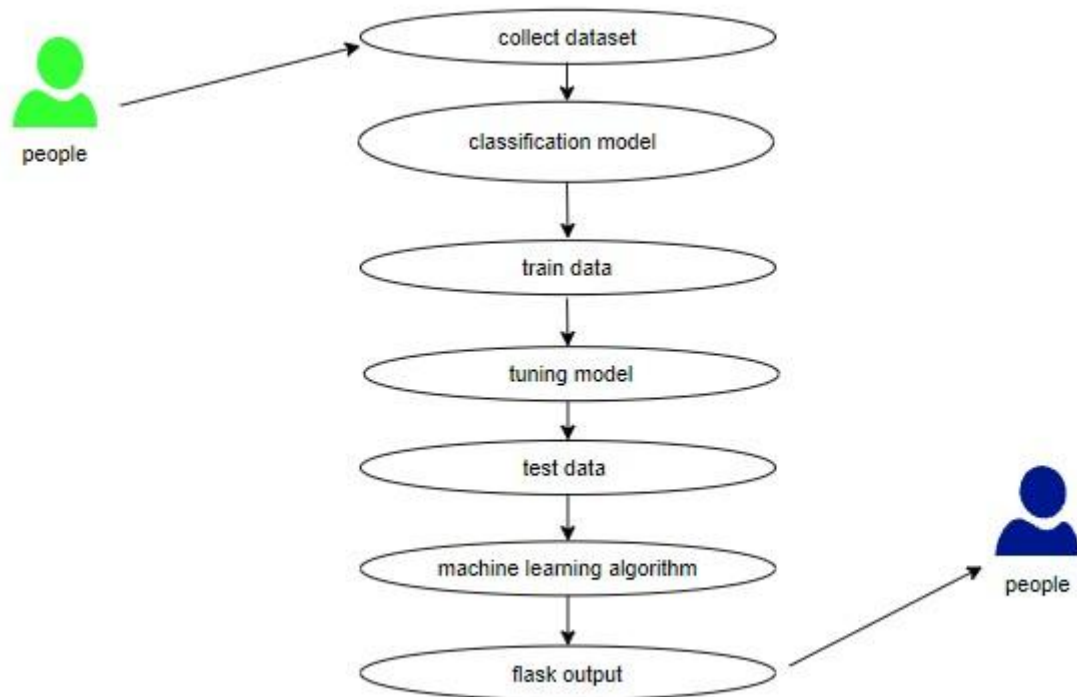 collect dataset
people
classification model
train data
tuning model
test data
machine learning algorithm
people
flask output